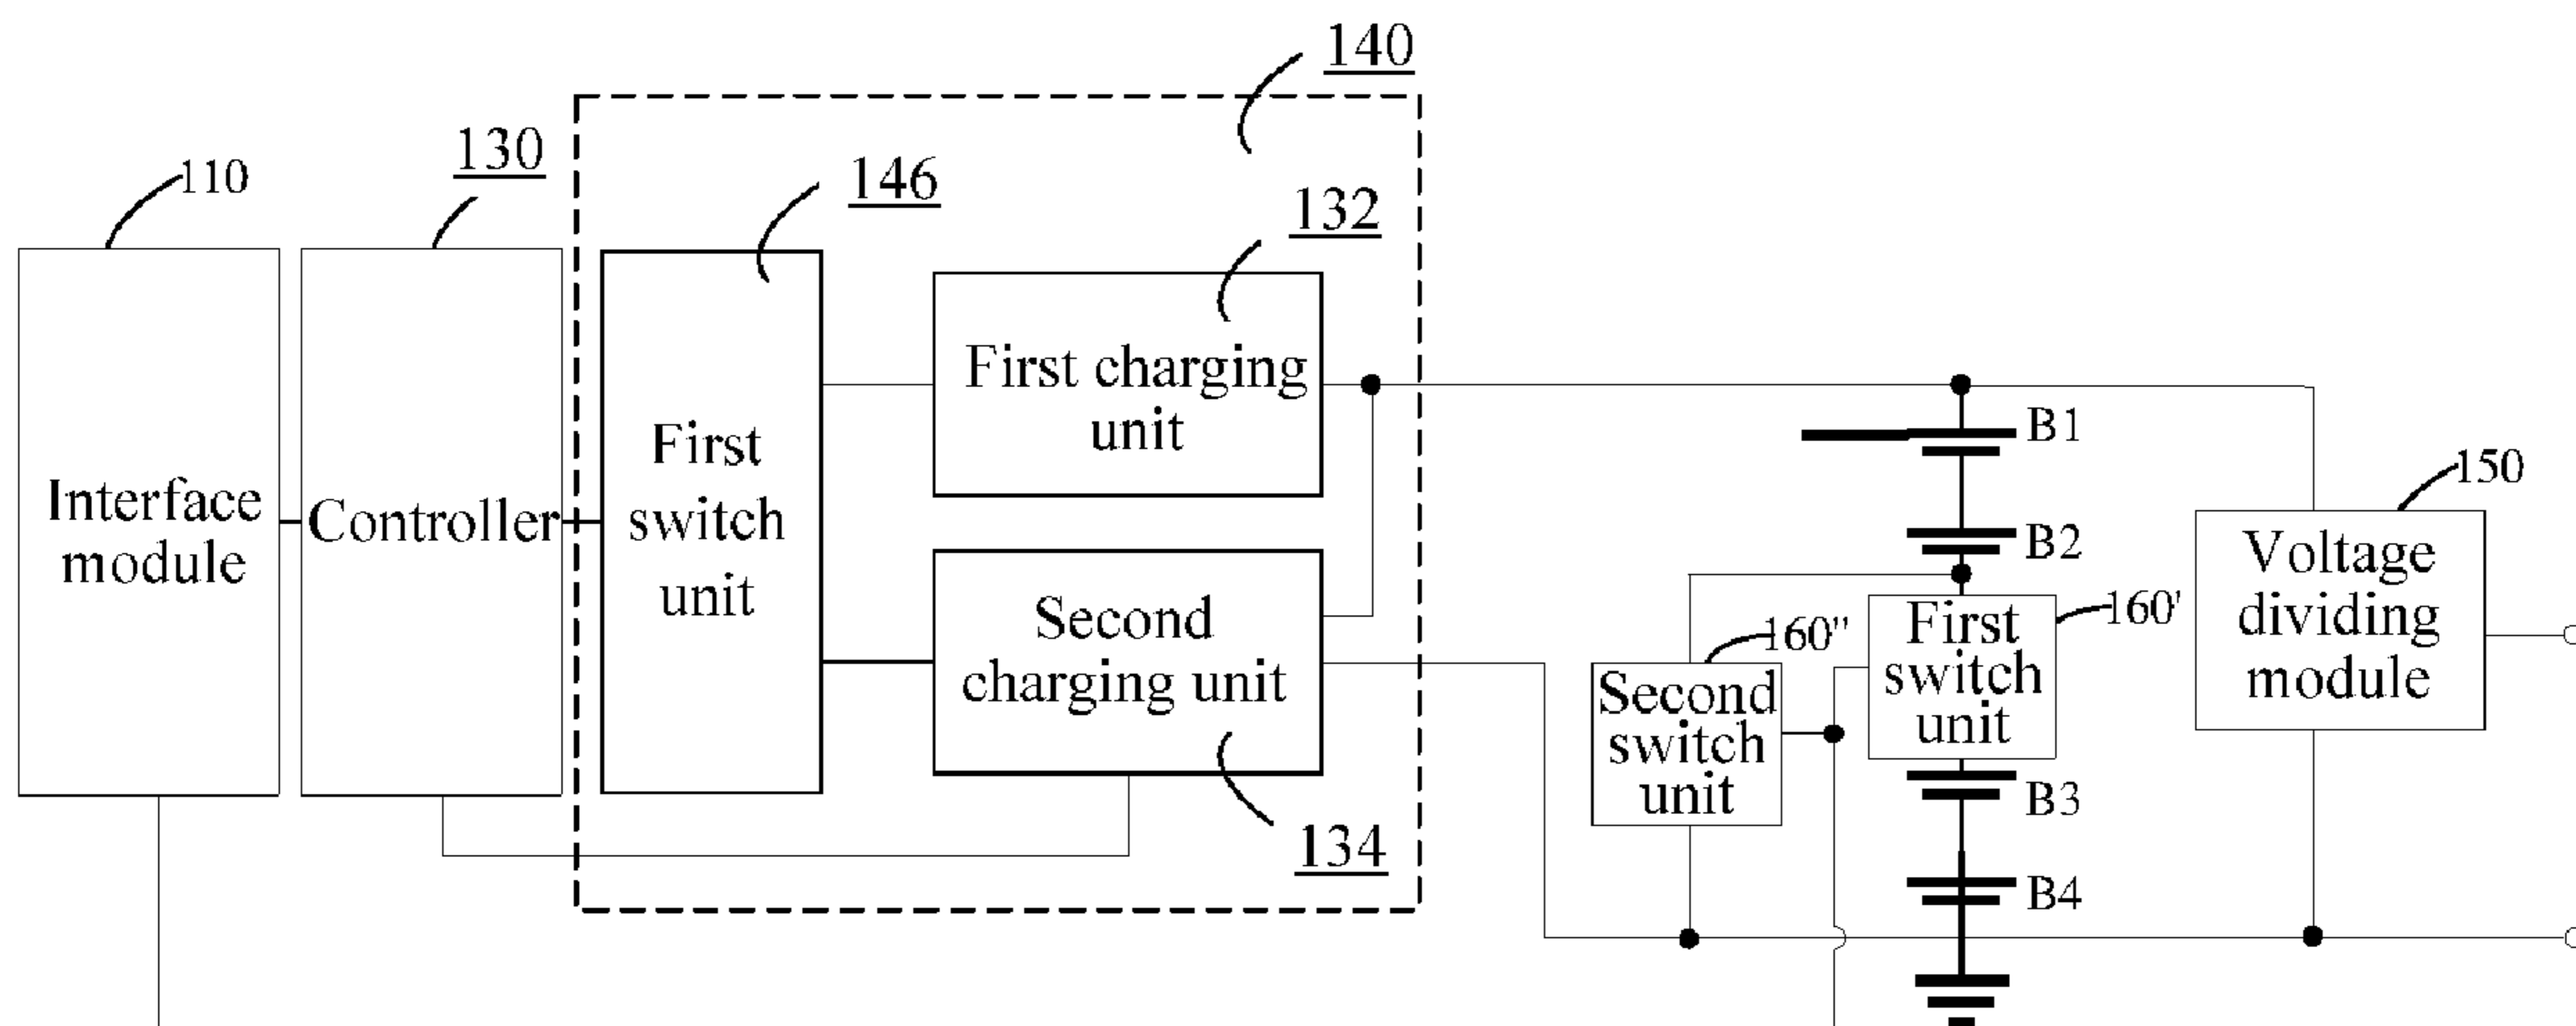 140
130
110
146
132
First charging
unit
First
switch
unit
Interface
module
Controller
Second
charging unit
134
B1
B2
150
Voltage
dividing
module
160'
First
switch
unit
160"
Second
switch
unit
B3
B4